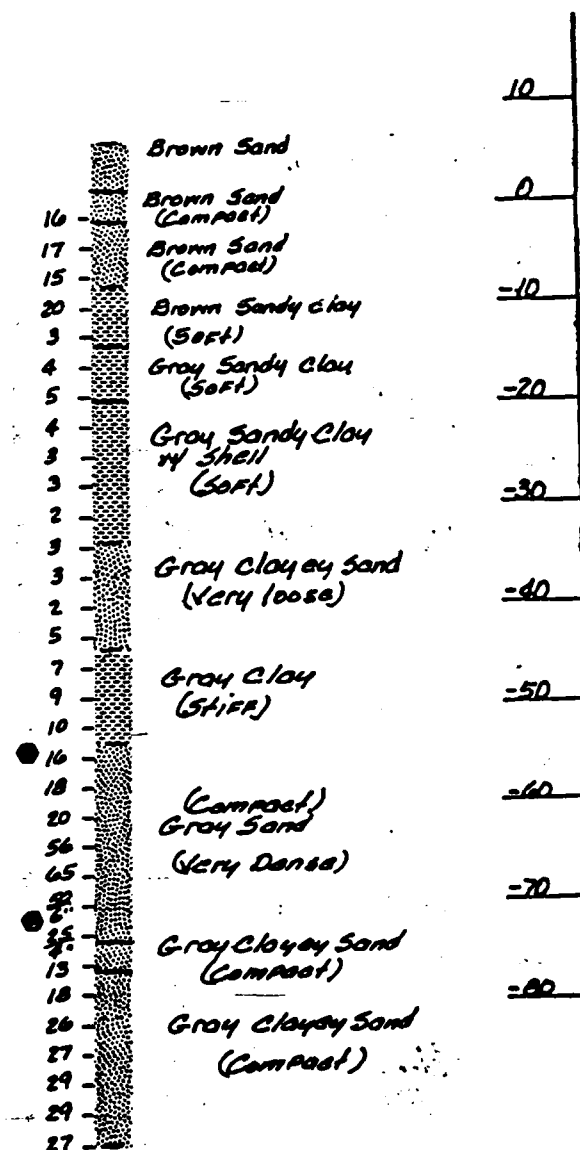 10
Brown Sand
0
Brown Sand
(Compact)
16
17
Brown Sand
(Compact)
15
-10
20
Brown Sandy Clay
(Soft)
3
4
Gray Sandy Clay
(Soft)
5
-20
4
Gray Sandy Clay
w/ Shell
3
(Soft)
3
-30
2
3
Gray Clayey Sand
3
(Very loose)
2
-40
5
7
Gray Clay
9
(Stiff)
-50
10
16
18
(Compact)
-60
20
Gray Sand
56
(Very Dense)
65
-70
50
6"
Gray Clayey Sand
(Compact)
13
18
-80
26
Gray Clayey Sand
27
(Compact)
29
29
27